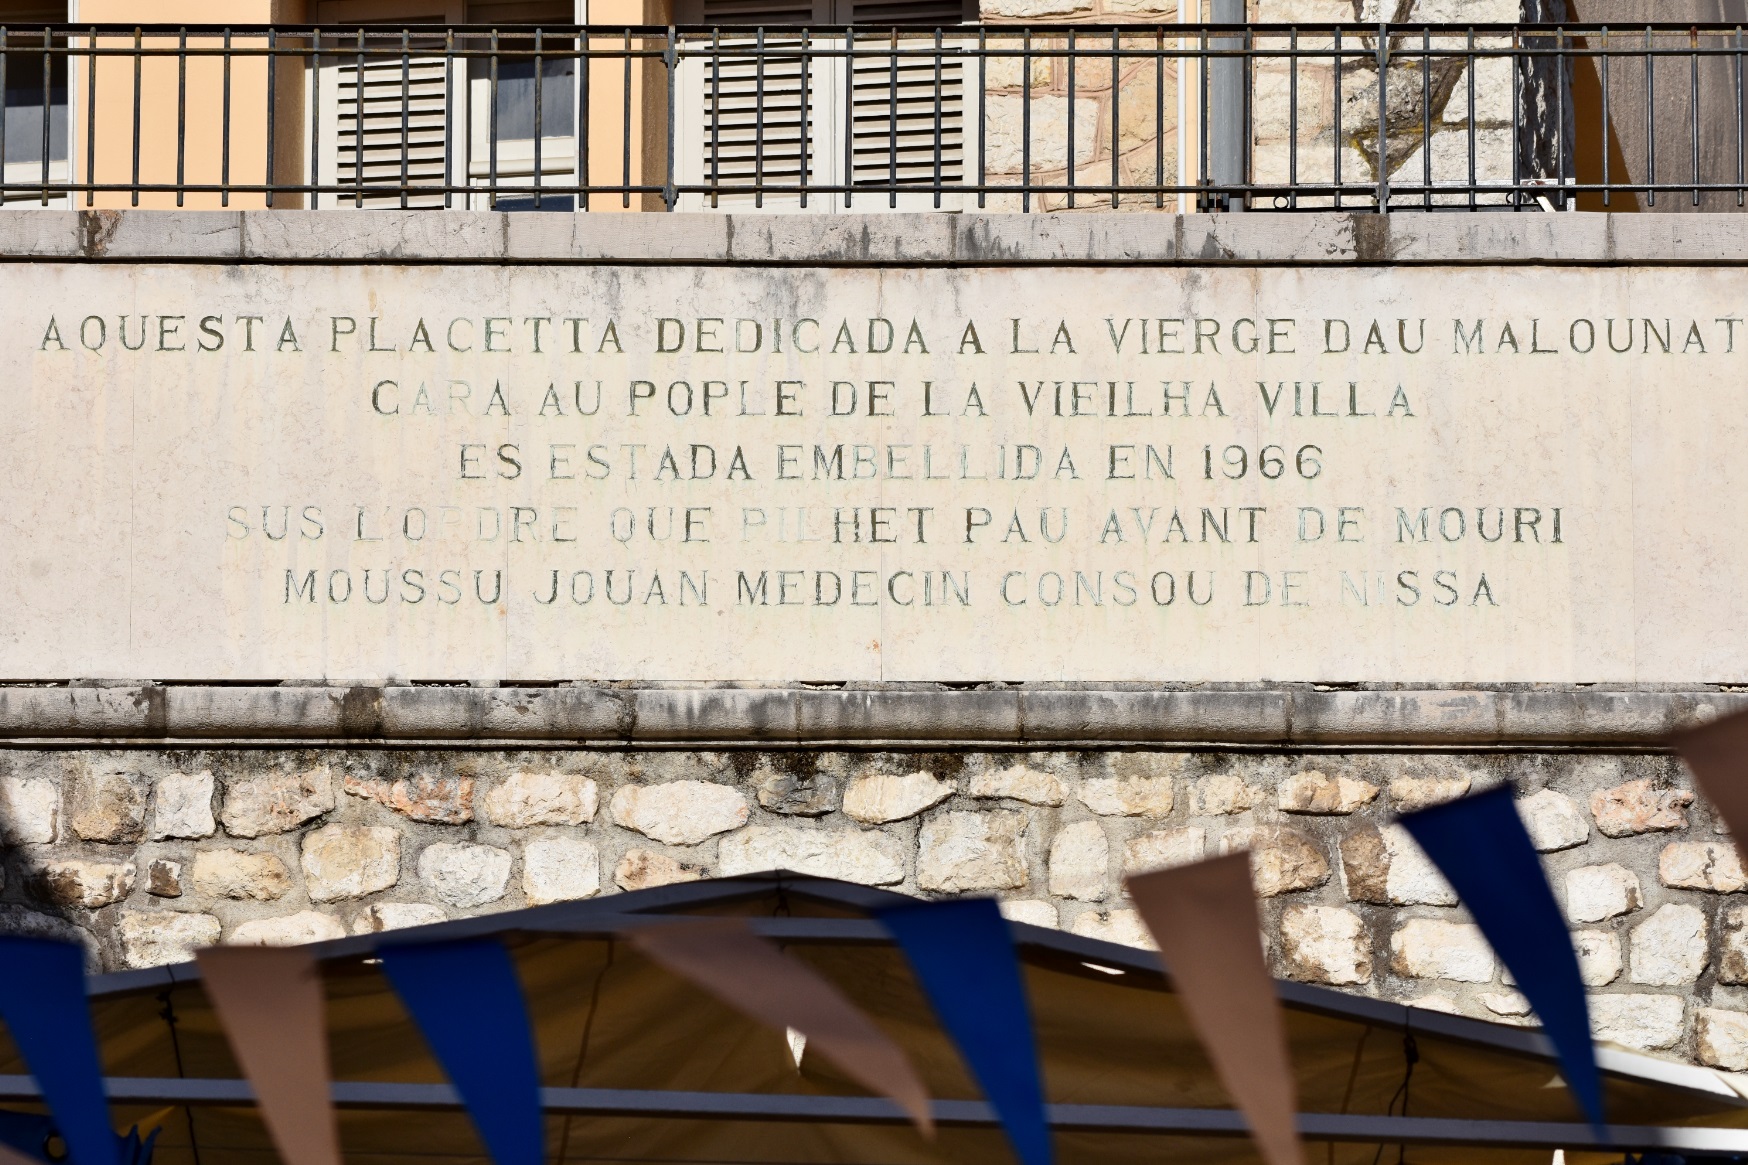 AQUESTA PLACETTA DEDICADA A LA VIERGE DAU MALOUNAT
CARA AU POPLE DE LA VIEILHA VILLA
ES ESTADA EMBELLIDA EN 1966
SUS L'ORDRE QUE PILHET PAU AVANT DE MOURI
MOUSSU JOUAN MEDECIN CONSOU DE NISSA